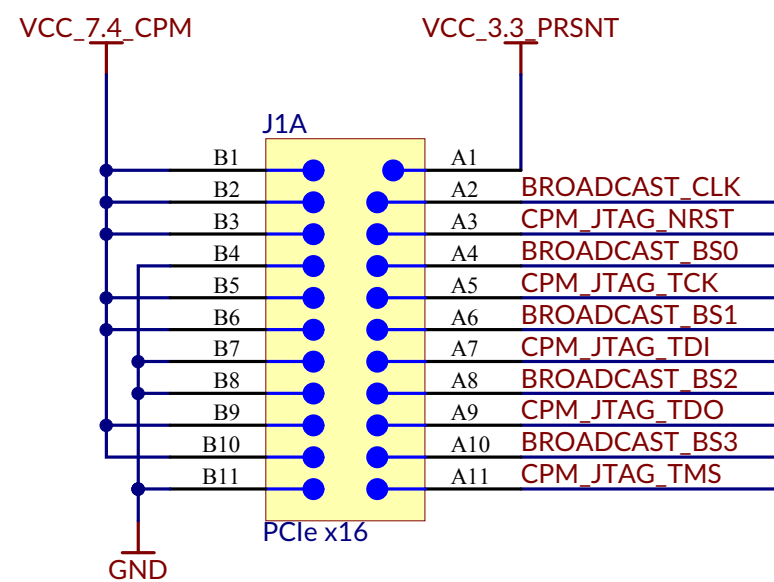 VCC_7.4_CPM VCC_3.3_PRSNT
J1A
B1 A1
B2 A2 BROADCAST_CLK
B3 A3 CPM_JTAG_NRST
B4 A4 BROADCAST_BS0
B5 A5 CPM_JTAG_TCK
B6 A6 BROADCAST_BS1
B7 A7 CPM_JTAG_TDI
B8 A8 BROADCAST_BS2
B9 A9 CPM_JTAG_TDO
B10 A10 BROADCAST_BS3
B11 A11 CPM_JTAG_TMS
PCIe x16
GND